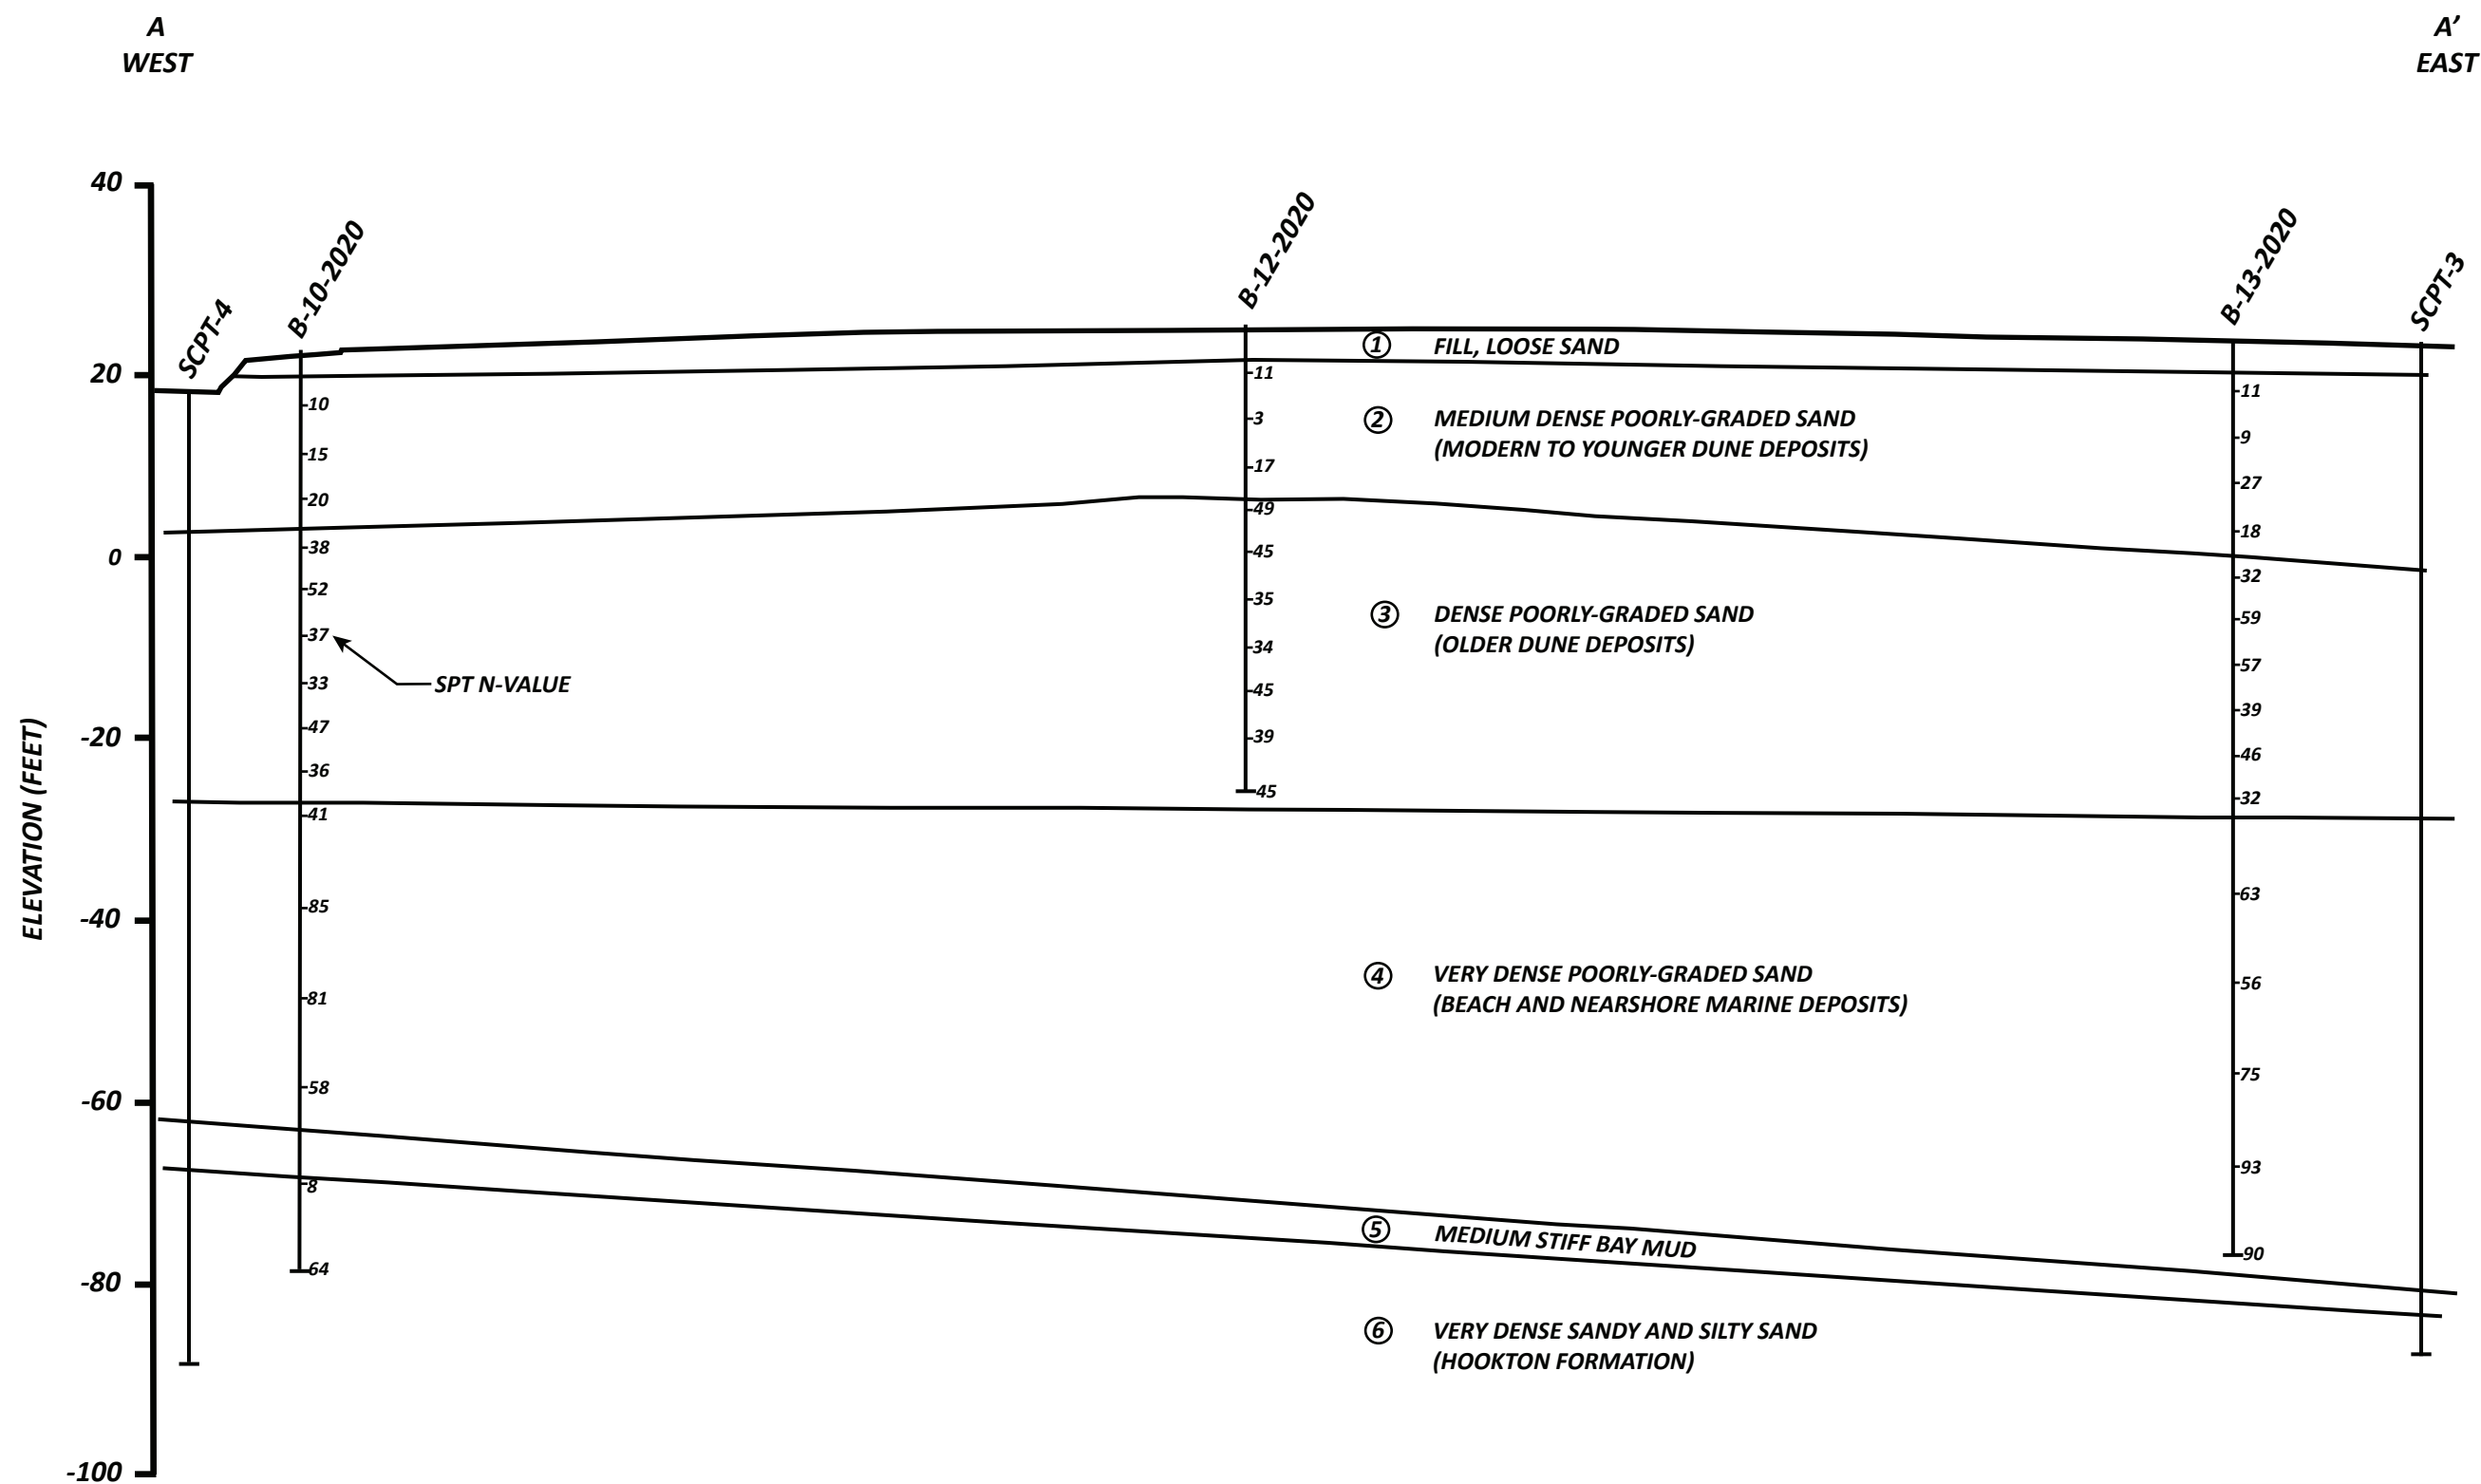 A
WEST
A'
EAST
40
20
0
-20
-40
-60
-80
-100
ELEVATION (FEET)
SCPT-4
B-10-2020
B-12-2020
B-13-2020
SCPT-3
10
15
20
38
52
37
33
47
36
41
85
81
58
8
64
SPT N-VALUE
11
3
17
49
45
35
34
45
39
45
1 FILL, LOOSE SAND
2 MEDIUM DENSE POORLY-GRADED SAND
(MODERN TO YOUNGER DUNE DEPOSITS)
3 DENSE POORLY-GRADED SAND
(OLDER DUNE DEPOSITS)
4 VERY DENSE POORLY-GRADED SAND
(BEACH AND NEARSHORE MARINE DEPOSITS)
5 MEDIUM STIFF BAY MUD
6 VERY DENSE SANDY AND SILTY SAND
(HOOKTON FORMATION)
11
9
27
18
32
59
57
39
46
32
63
56
75
93
90